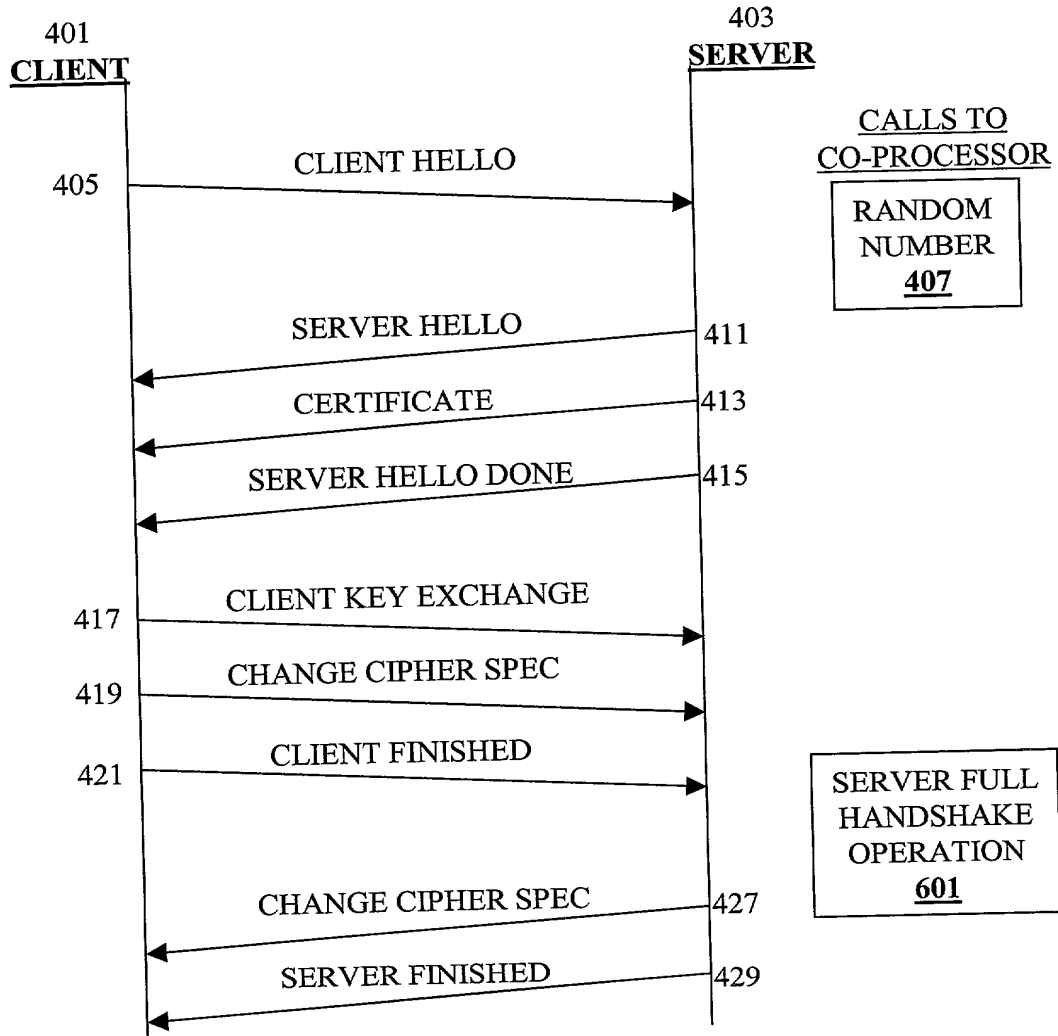 401
CLIENT
403
SERVER
CALLS TO
CO-PROCESSOR
405
CLIENT HELLO
RANDOM
NUMBER
407
SERVER HELLO
411
CERTIFICATE
413
SERVER HELLO DONE
415
417
CLIENT KEY EXCHANGE
419
CHANGE CIPHER SPEC
421
CLIENT FINISHED
SERVER FULL
HANDSHAKE
OPERATION
601
CHANGE CIPHER SPEC
427
SERVER FINISHED
429